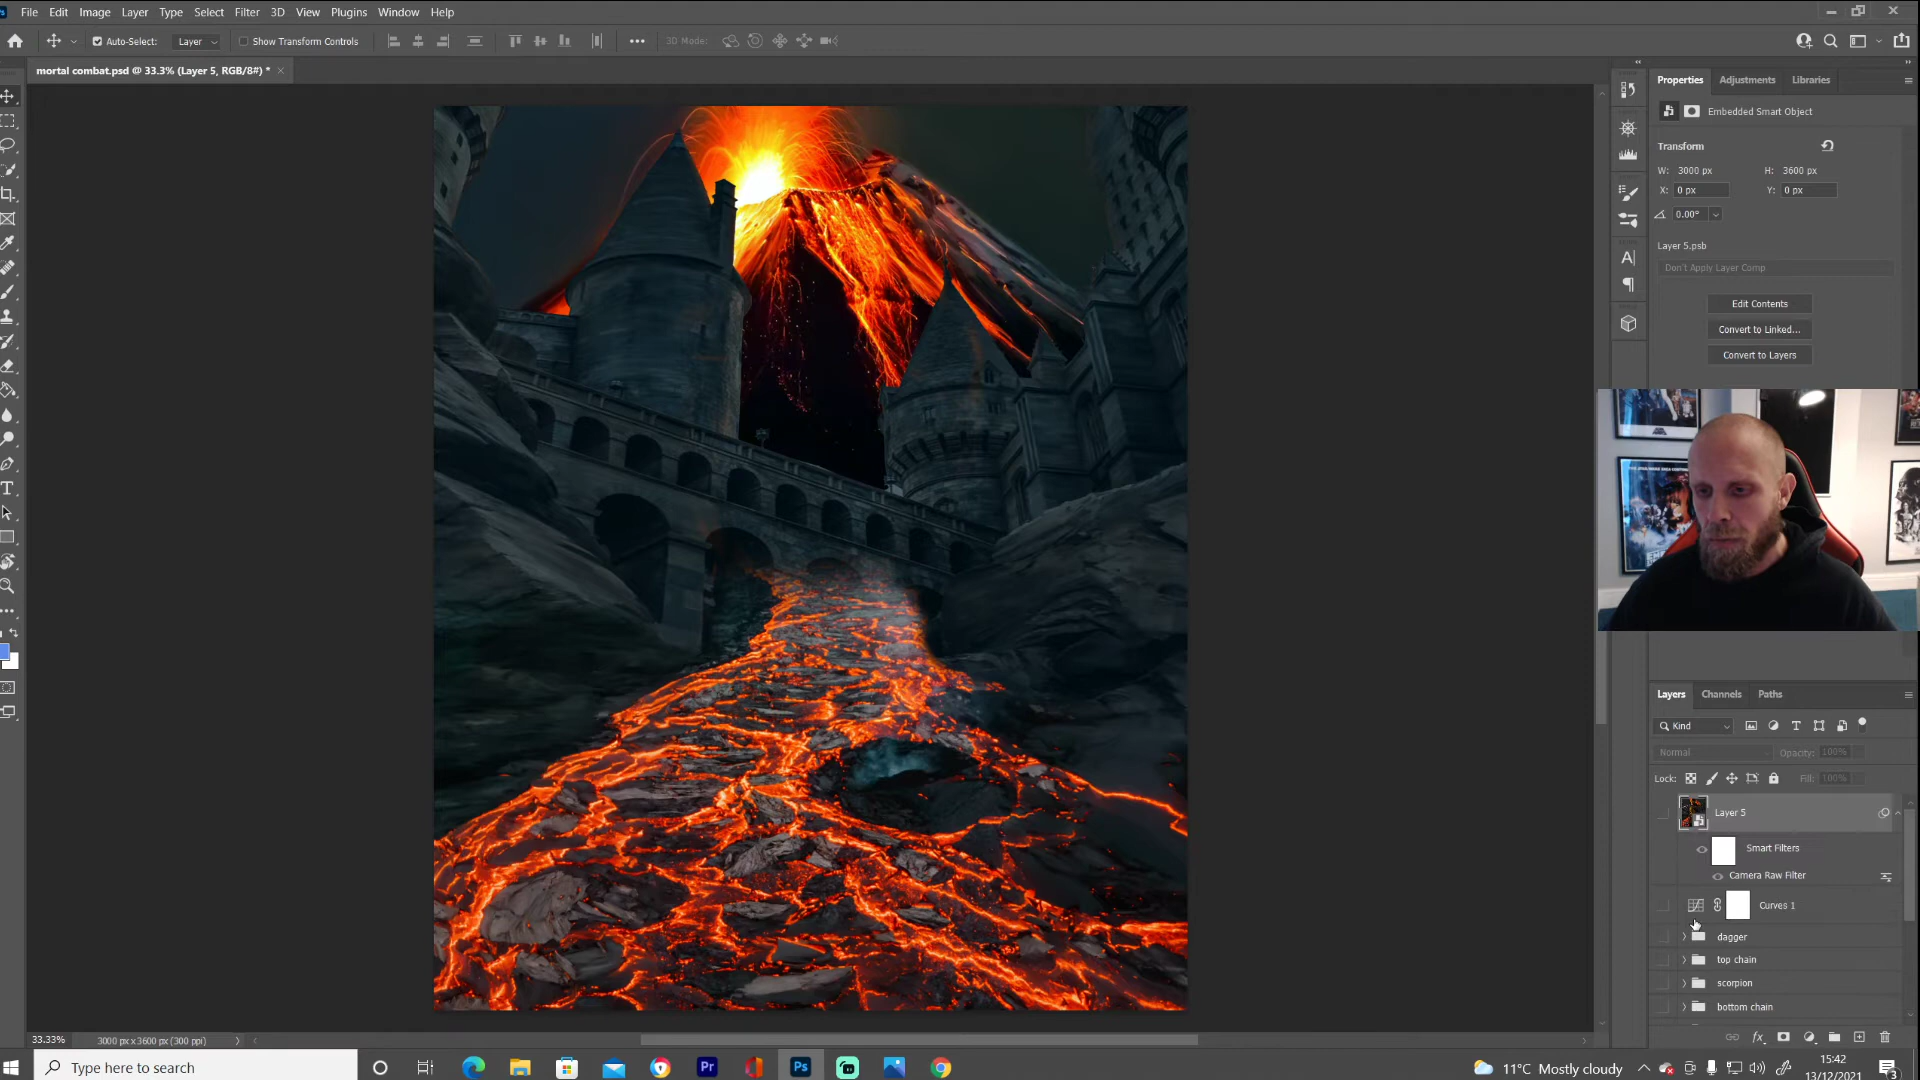 File Edit Image Layer Type Select Filter 3D View Plugins Window Help
Auto-Select: Layer Show Transform Controls 3D Mode:
mortal combat.psd @ 33.3% (Layer 5, RGB/8#) *
Properties Adjustments Libraries
Embedded Smart Object
Transform
W: 3000 px H: 3600 px
X: 0 px Y: 0 px
0.00°
Layer 5.psb
Don't Apply Layer Comp
Edit Contents
Convert to Linked...
Convert to Layers
Layers Channels Paths
Kind
Normal Opacity: 100%
Lock: Fill: 100%
Layer 5
Smart Filters
Camera Raw Filter
Curves 1
dagger
top chain
scorpion
bottom chain
33.33% 3000 px x 3600 px (300 ppi)
Type here to search
11°C Mostly cloudy
15:42
13/12/2021